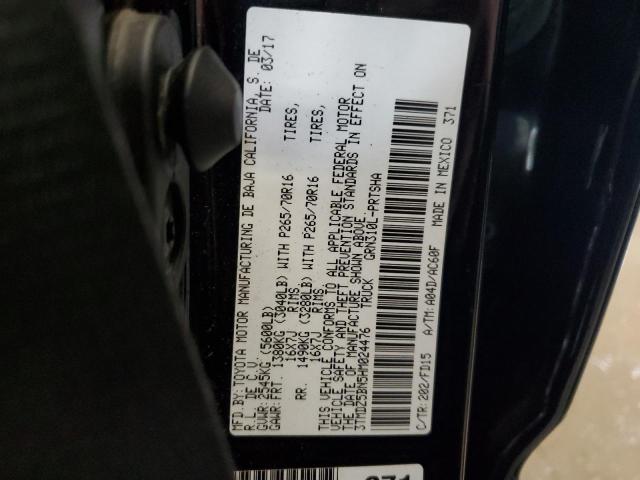 MFD.BY:TOYOTA MOTOR MANUFACTURING DE BAJA CALIFORNIA, S. DE
R.L. DE C.V. DATE: 03/17
GVWR: 2545KG(5600LB)
GAWR:FRT. 1380KG (3040LB) WITH P265/70R16 TIRES,
16X7J RIMS
RR. 1490KG (3280LB) WITH P265/70R16 TIRES,
16X7J RIMS
THIS VEHICLE CONFORMS TO ALL APPLICABLE FEDERAL MOTOR
VEHICLE SAFETY AND THEFT PREVENTION STANDARDS IN EFFECT ON
THE DATE OF MANUFACTURE SHOWN ABOVE.
3TMDZ5BN5HM024476 TRUCK GRN310L-PRTSHA
C/TR: 202/FD15 A/TM: A04D/AC60F MADE IN MEXICO 371
371